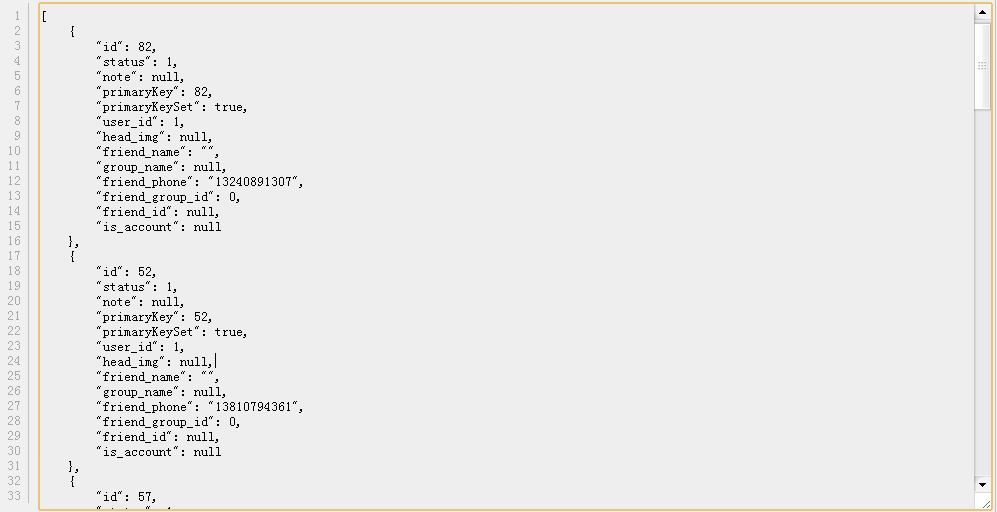 1 [
2 {
3 "id": 82,
4 "status": 1,
5 "note": null,
6 "primaryKey": 82,
7 "primaryKeySet": true,
8 "user_id": 1,
9 "head_img": null,
10 "friend_name": "",
11 "group_name": null,
12 "friend_phone": "13240891307",
13 "friend_group_id": 0,
14 "friend_id": null,
15 "is_account": null
16 },
17 {
18 "id": 52,
19 "status": 1,
20 "note": null,
21 "primaryKey": 52,
22 "primaryKeySet": true,
23 "user_id": 1,
24 "head_img": null,
25 "friend_name": "",
26 "group_name": null,
27 "friend_phone": "13810794361",
28 "friend_group_id": 0,
29 "friend_id": null,
30 "is_account": null
31 },
32 {
33 "id": 57,